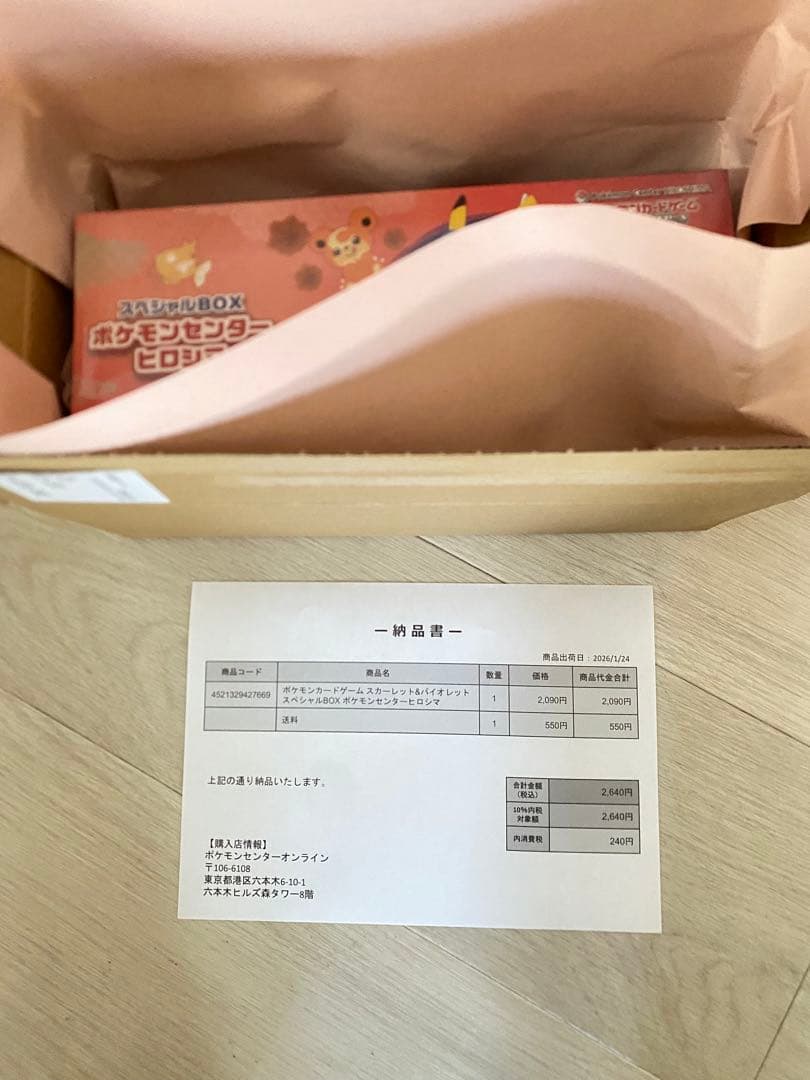 Pokémon Center HIROSHIMA
スペシャルBOX
ポケモンセンター
ヒロシマ
ー納品書ー
商品出荷日：2026/1/24
商品コード 商品名 数量 価格 商品代金合計
4521329427669 ポケモンカードゲーム スカーレット&バイオレット スペシャルBOX ポケモンセンターヒロシマ 1 2,090円 2,090円
送料 1 550円 550円
上記の通り納品いたします。
合計金額（税込） 2,640円
10%内税対象額 2,640円
内消費税 240円
【購入店情報】
ポケモンセンターオンライン
〒106-6108
東京都港区六本木6-10-1
六本木ヒルズ森タワー8階